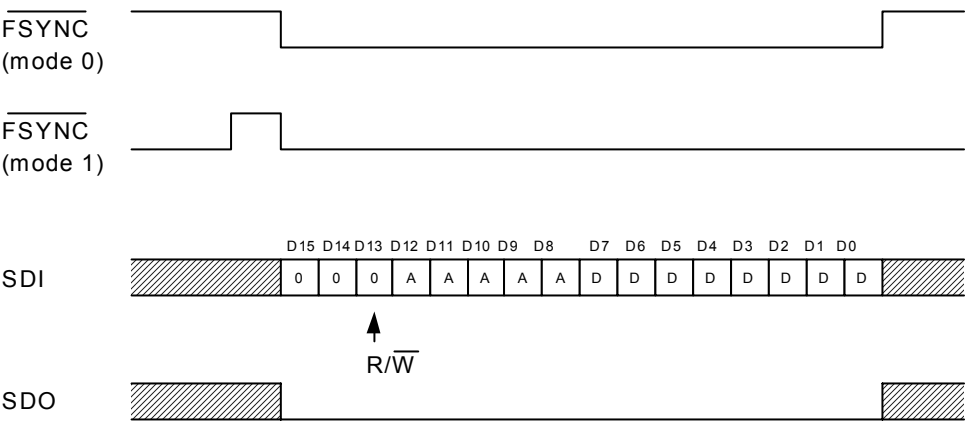 FSYNC
(mode 0)
FSYNC
(mode 1)
D15 D14 D13 D12 D11 D10 D9 D8 D7 D6 D5 D4 D3 D2 D1 D0
SDI 0 0 0 A A A A A D D D D D D D D
R/W
SDO